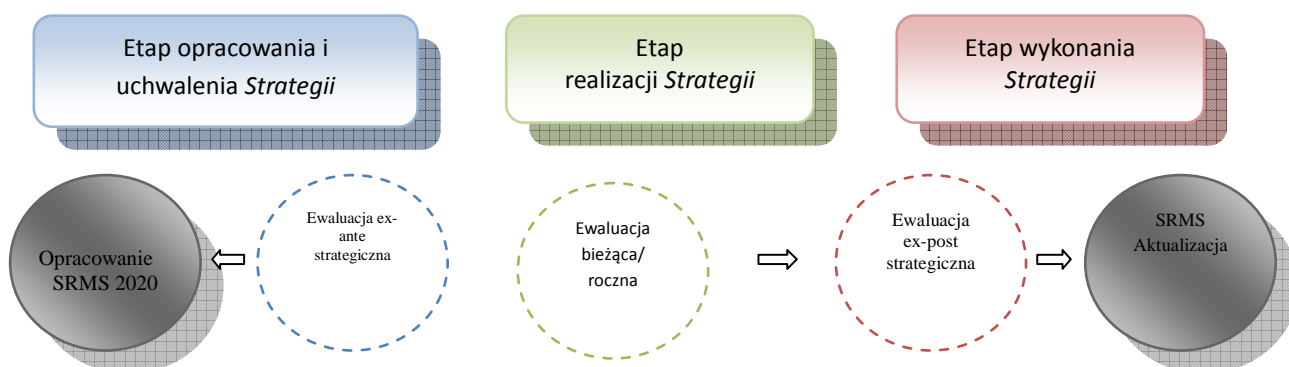 Etap opracowania i
uchwalenia Strategii
Etap
realizacji Strategii
Etap wykonania
Strategii
Opracowanie
SRMS 2020
Ewaluacja ex-
ante
strategiczna
Ewaluacja
bieżąca/
roczna
Ewaluacja
ex-post
strategiczna
SRMS
Aktualizacja